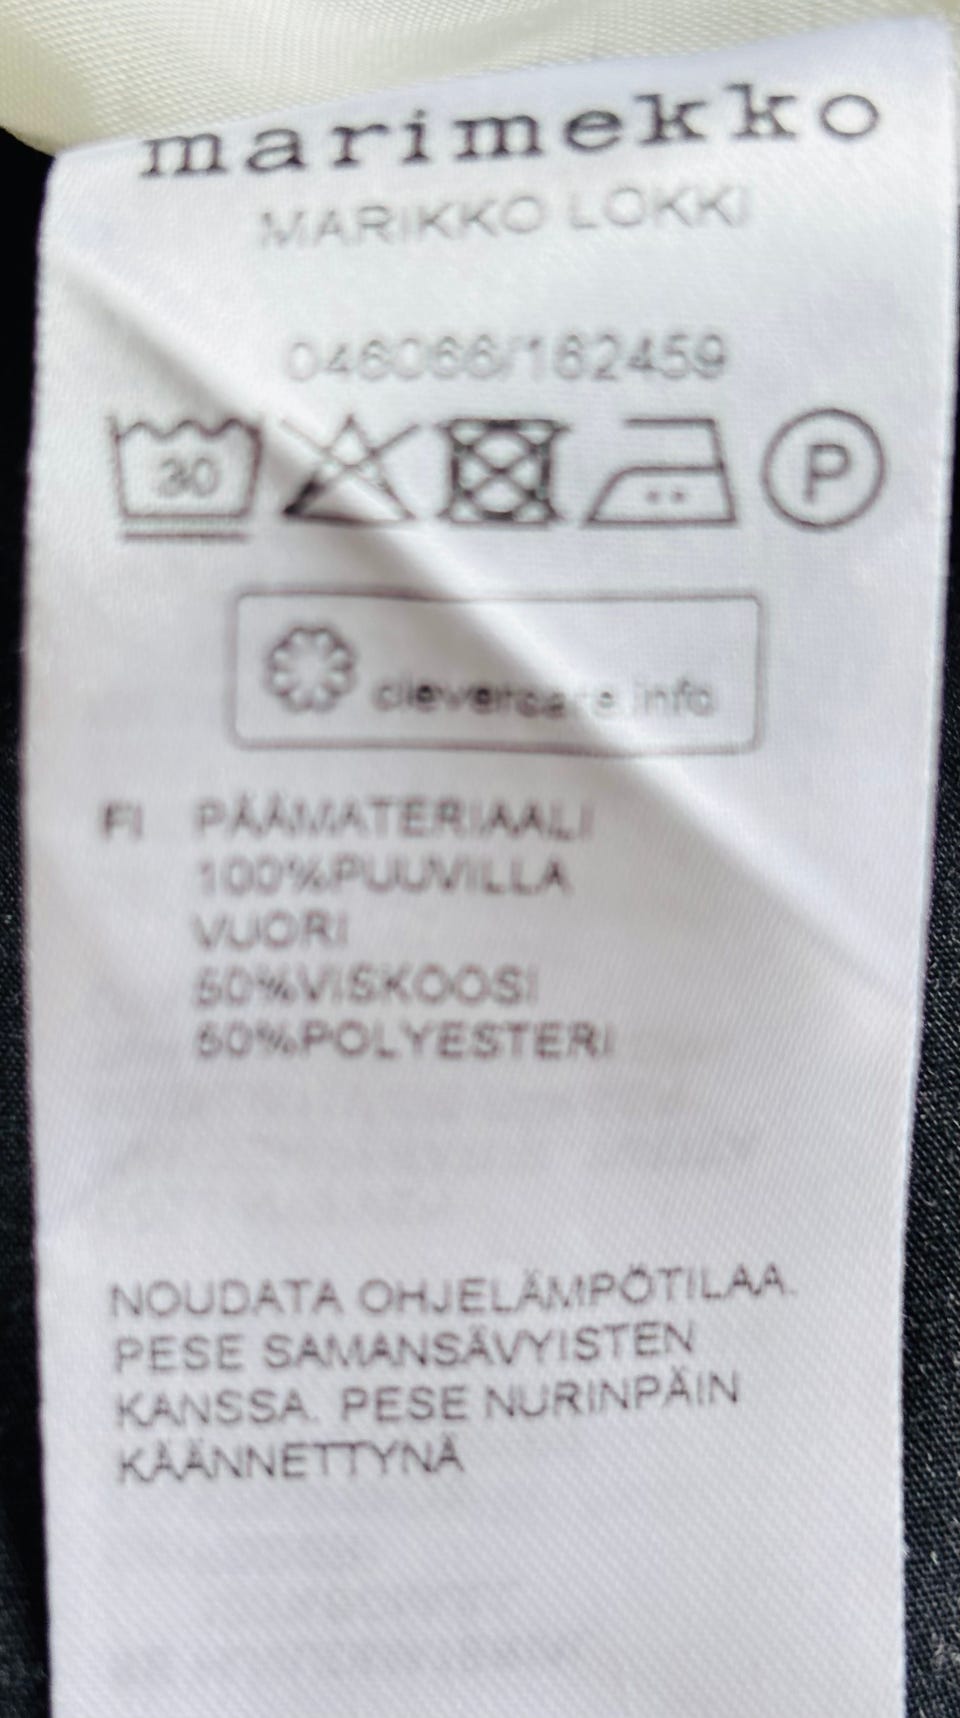 marimekko
MARIKKO LOKKI
046066/162459
30
P
clevercare.info
FI PÄÄMATERIAALI
100%PUUVILLA
VUORI
50%VISKOOSI
50%POLYESTERI
NOUDATA OHJELÄMPÖTILAA.
PESE SAMANSÄVYISTEN
KANSSA. PESE NURINPÄIN
KÄÄNNETTYNÄ